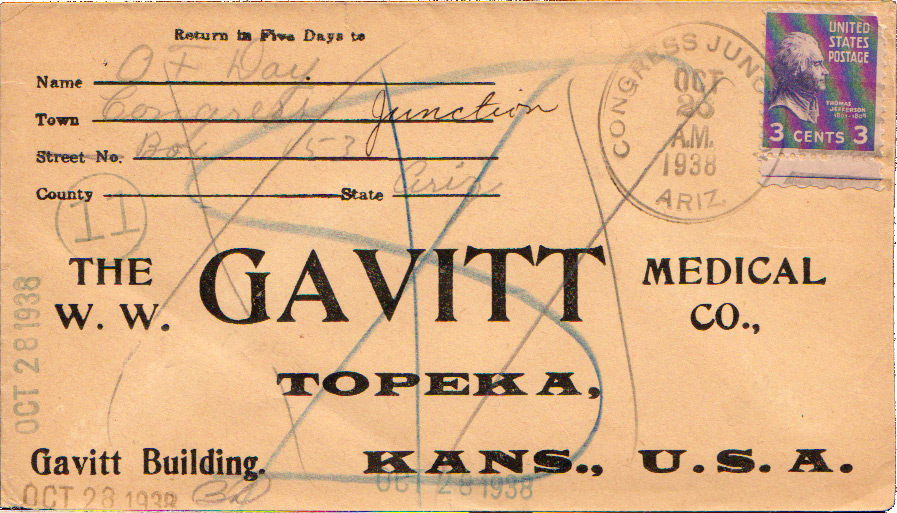 Return in Five Days to
Name O F Day
Town Congress Junction
Street No. Box 153
County State Ariz
CONGRESS JUNC
OCT
26
A.M.
1938
ARIZ.
UNITED
STATES
POSTAGE
THOMAS
JEFFERSON
1801-1809
3 CENTS 3
11
THE
W. W.
GAVITT
MEDICAL
CO.,
TOPEKA,
Gavitt Building. KANS., U. S. A.
OCT 28 1938
OCT 28 1938
OCT 28 1938